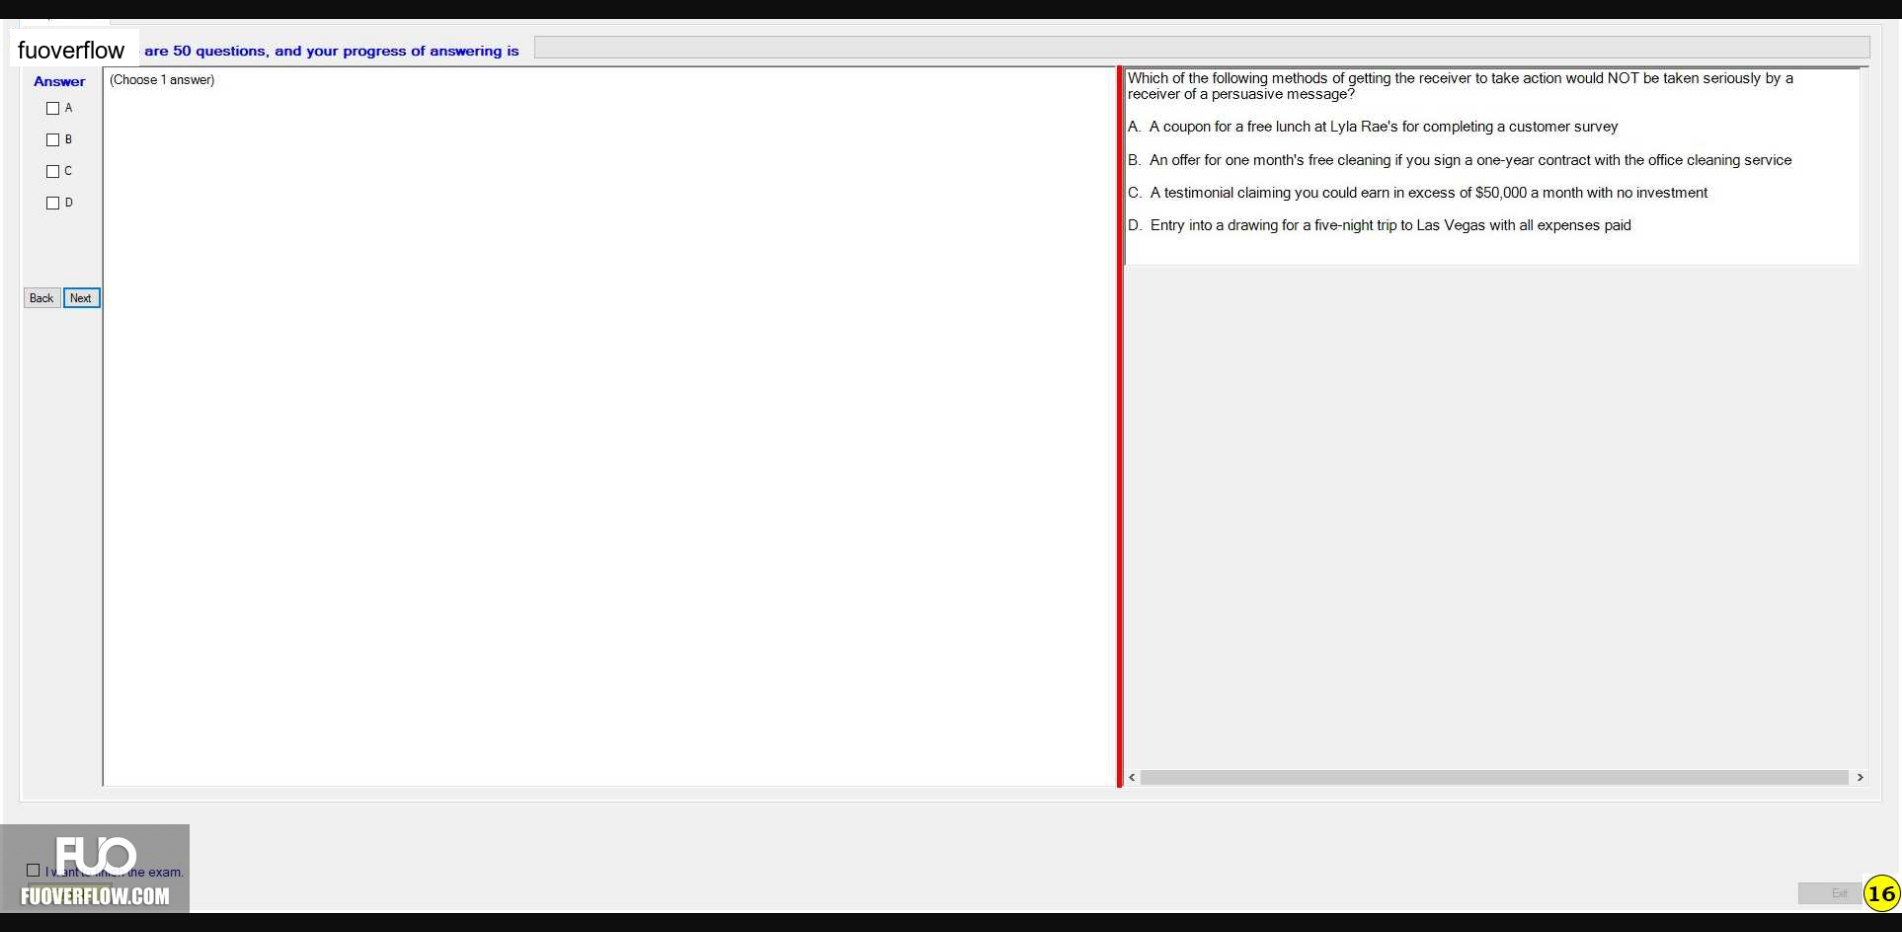 fuoverflow are 50 questions, and your progress of answering is
Answer
(Choose 1 answer)
A
B
C
D
Back Next
Which of the following methods of getting the receiver to take action would NOT be taken seriously by a
receiver of a persuasive message?
A. A coupon for a free lunch at Lyla Rae's for completing a customer survey
B. An offer for one month's free cleaning if you sign a one-year contract with the office cleaning service
C. A testimonial claiming you could earn in excess of $50,000 a month with no investment
D. Entry into a drawing for a five-night trip to Las Vegas with all expenses paid
FUO
I want to finish the exam.
FUOVERFLOW.COM
Exit
16